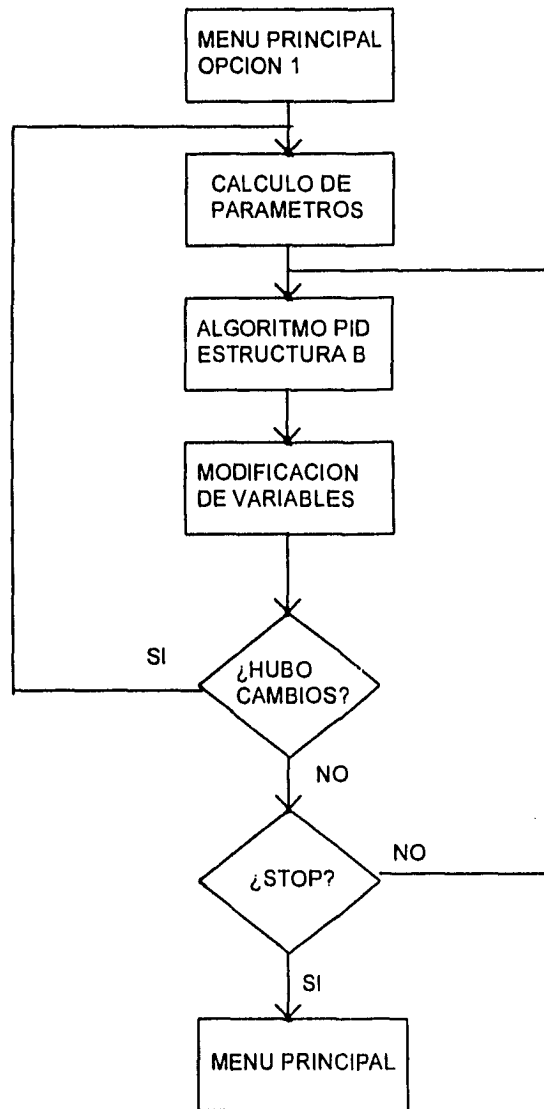 MENU PRINCIPAL
OPCION 1
CALCULO DE
PARAMETROS
ALGORITMO PID
ESTRUCTURA B
MODIFICACION
DE VARIABLES
SI
¿HUBO
CAMBIOS?
NO
¿STOP?
NO
SI
MENU PRINCIPAL